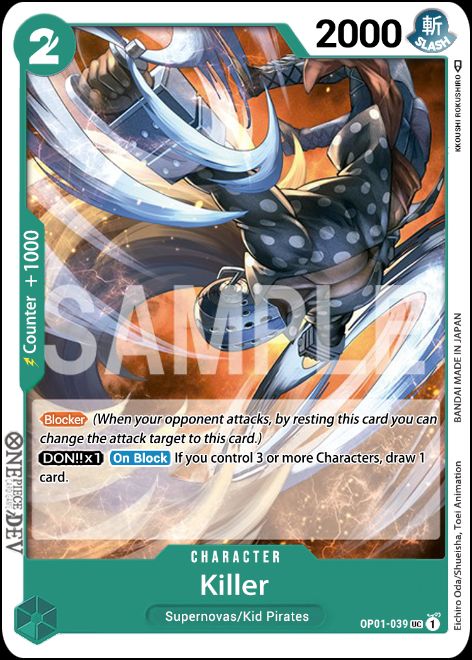 2
2000
斬
SLASH
KKOUSHI ROKUSHIRO
Counter +1000
SAMPLE
BANDAI MADE IN JAPAN
Eichiro Oda/Shueisha, Toei Animation
Blocker (When your opponent attacks, by resting this card you can
change the attack target to this card.)
DON!!x1 On Block If you control 3 or more Characters, draw 1
card.
ONE PIECE
DEV
CHARACTER
Killer
Supernovas/Kid Pirates
OP01-039 UC 1